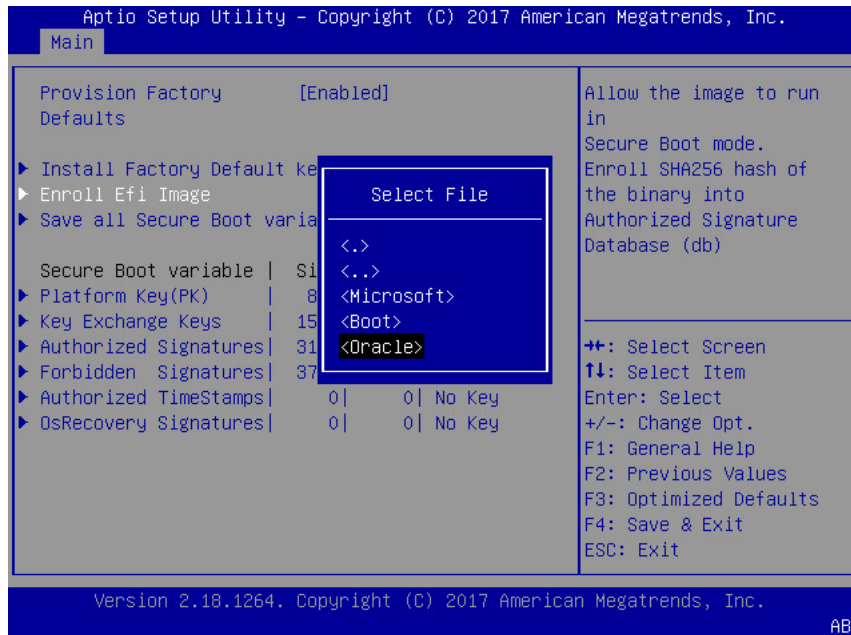 Aptio Setup Utility – Copyright (C) 2017 American Megatrends, Inc.
Main
Provision Factory [Enabled]
Defaults
Install Factory Default ke
Enroll Efi Image
Save all Secure Boot varia
Secure Boot variable | Si
Platform Key(PK) | 8
Key Exchange Keys | 15
Authorized Signatures| 31
Forbidden Signatures| 37
Authorized TimeStamps| 0| 0| No Key
OsRecovery Signatures| 0| 0| No Key
Select File
<.>
<..>
<Microsoft>
<Boot>
<Oracle>
Allow the image to run
in
Secure Boot mode.
Enroll SHA256 hash of
the binary into
Authorized Signature
Database (db)
→←: Select Screen
↑↓: Select Item
Enter: Select
+/-: Change Opt.
F1: General Help
F2: Previous Values
F3: Optimized Defaults
F4: Save & Exit
ESC: Exit
Version 2.18.1264. Copyright (C) 2017 American Megatrends, Inc.
AB